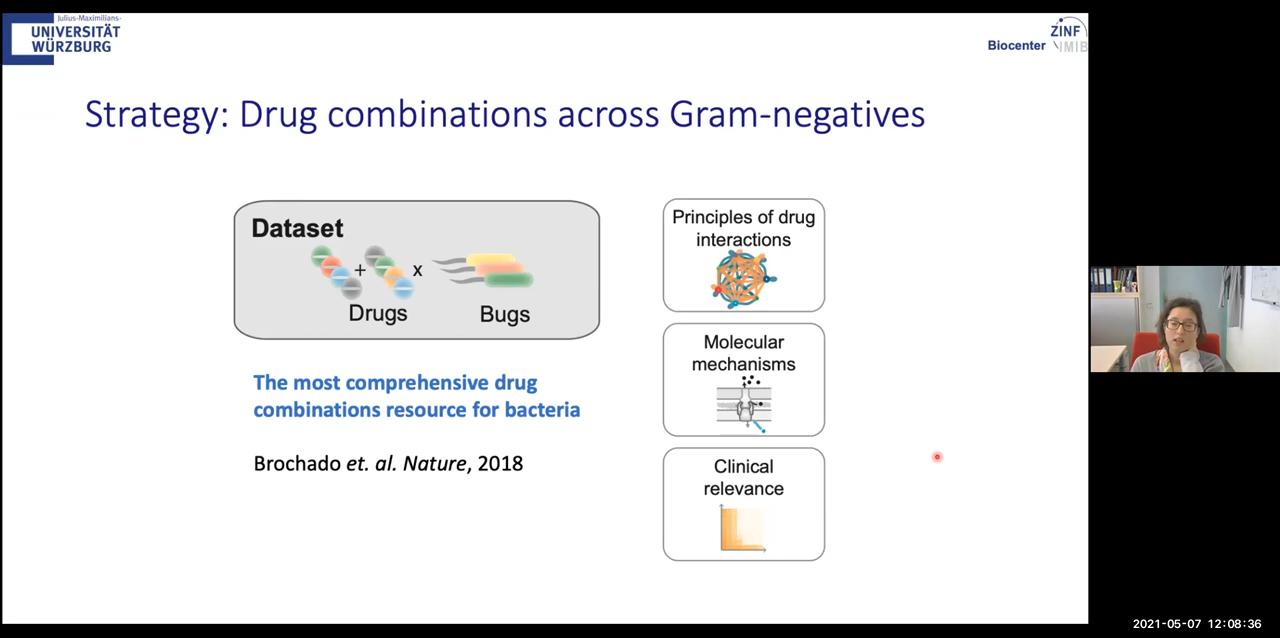 Julius-Maximilians-
UNIVERSITÄT
WÜRZBURG
Biocenter
ZINF
IMIB
Strategy: Drug combinations across Gram-negatives
Dataset
+
x
Drugs
Bugs
The most comprehensive drug
combinations resource for bacteria
Brochado et. al. Nature, 2018
Principles of drug
interactions
Molecular
mechanisms
Clinical
relevance
2021-05-07 12:08:36